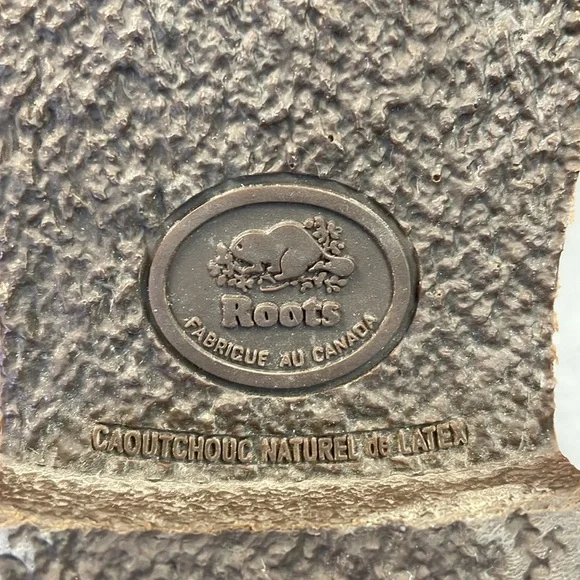 Roots
FABRIQUE AU CANADA
CAOUTCHOUC NATUREL de LATEX